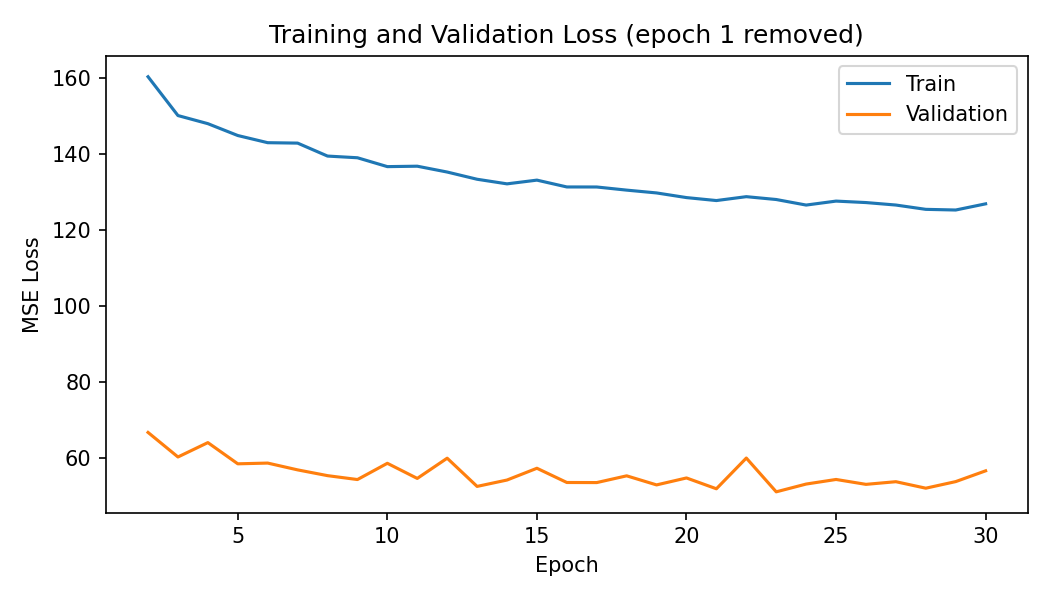 Training and Validation Loss (epoch 1 removed)
Train
Validation
160
140
120
100
80
60
MSE Loss
5
10
15
20
25
30
Epoch